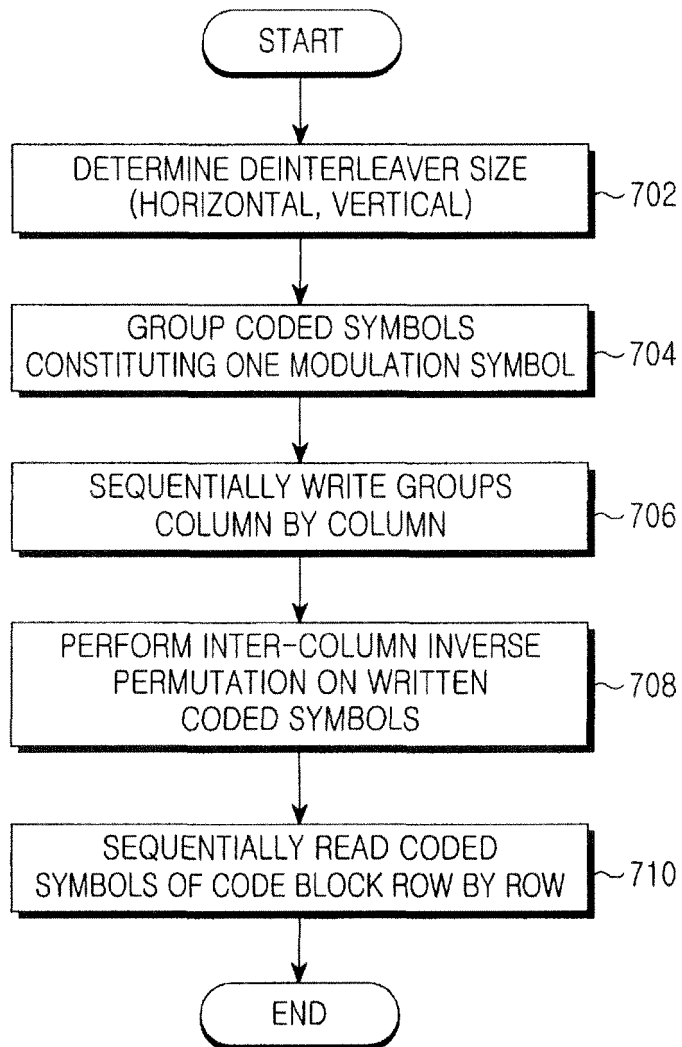 START
DETERMINE DEINTERLEAVER SIZE
(HORIZONTAL, VERTICAL)
702
GROUP CODED SYMBOLS
CONSTITUTING ONE MODULATION SYMBOL
704
SEQUENTIALLY WRITE GROUPS
COLUMN BY COLUMN
706
PERFORM INTER-COLUMN INVERSE
PERMUTATION ON WRITTEN
CODED SYMBOLS
708
SEQUENTIALLY READ CODED
SYMBOLS OF CODE BLOCK ROW BY ROW
710
END